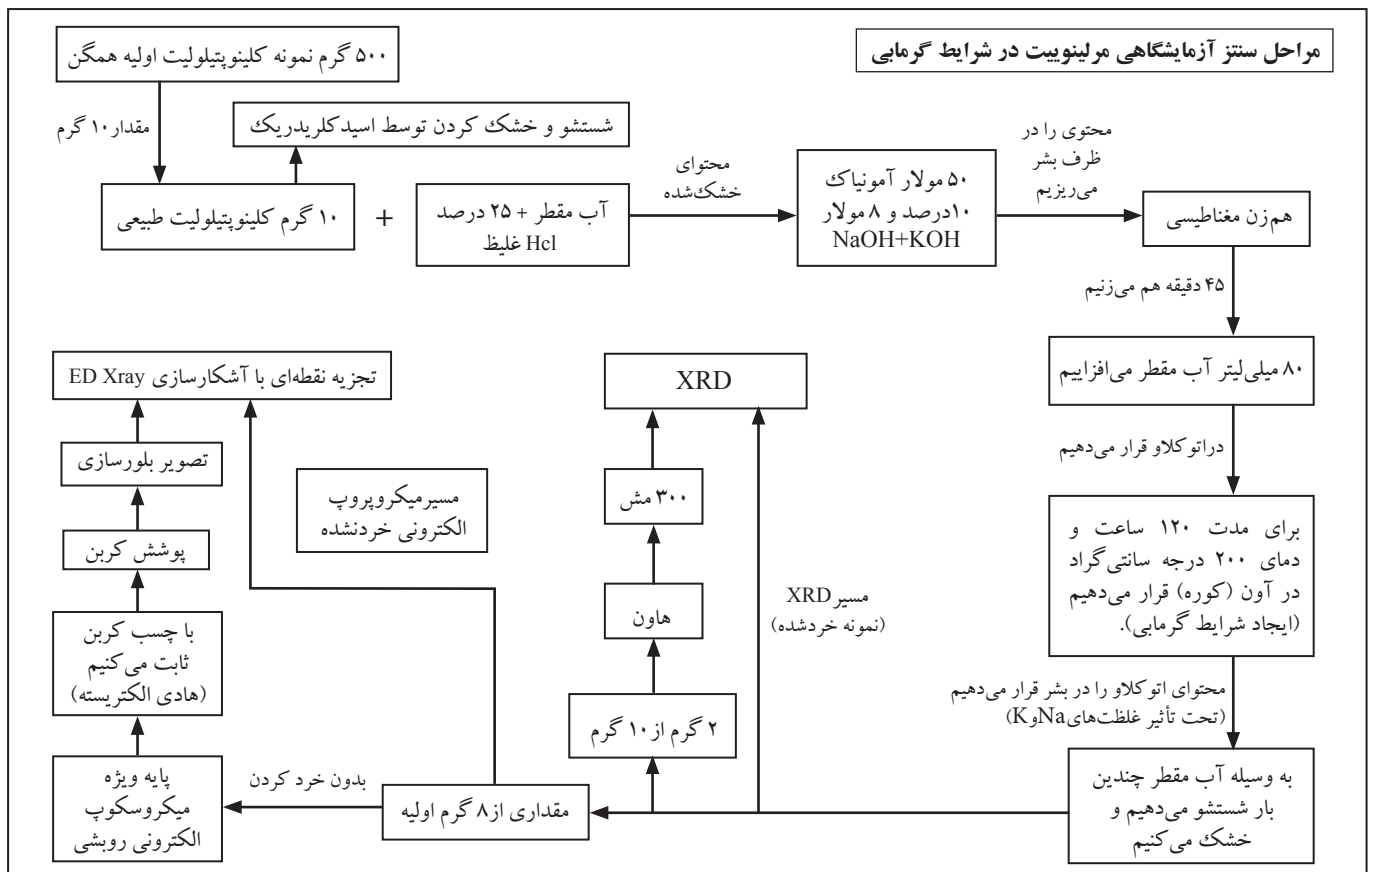 مراحل سنتز آزمایشگاهی مرلینوییت در شرایط گرمابی
۵۰۰ گرم نمونه کلینوپتیلولیت اولیه همگن
مقدار۱۰ گرم
شستشو و خشک کردن توسط اسیدکلریدریک
۱۰ گرم کلینوپتیلولیت طبیعی
+
آب مقطر + ۲۵ درصد
Hcl غلیظ
محتوای
خشک‌شده
۵۰ مولار آمونیاک
۱۰درصد و ۸ مولار
NaOH+KOH
محتوی را در
ظرف بشر
می‌ریزیم
هم‌زن مغناطیسی
۴۵ دقیقه هم می‌زنیم
۸۰ میلی‌لیتر آب مقطر می‌افزاییم
دراتوکلاو قرار می‌دهیم
برای مدت ۱۲۰ ساعت و
دمای ۲۰۰ درجه سانتی‌گراد
در آون (کوره) قرار می‌دهیم
(ایجاد شرایط گرمابی).
محتوای اتوکلاو را در بشر قرار می‌دهیم
(تحت تأثیر غلظت‌هایNaوK)
به وسیله آب مقطر چندین
بار شستشو می‌دهیم و
خشک می‌کنیم
XRD
مسیرXRD
(نمونه خردشده)
۳۰۰ مش
هاون
۲ گرم از۱۰ گرم
مقداری از۸ گرم اولیه
بدون خرد کردن
مسیرمیکروپروپ
الکترونی خردنشده
تجزیه نقطه‌ای با آشکارسازی ED Xray
تصویر بلورسازی
پوشش کربن
با چسب کربن
ثابت می‌کنیم
(هادی الکتریسته)
پایه ویژه
میکروسکوپ
الکترونی روبشی